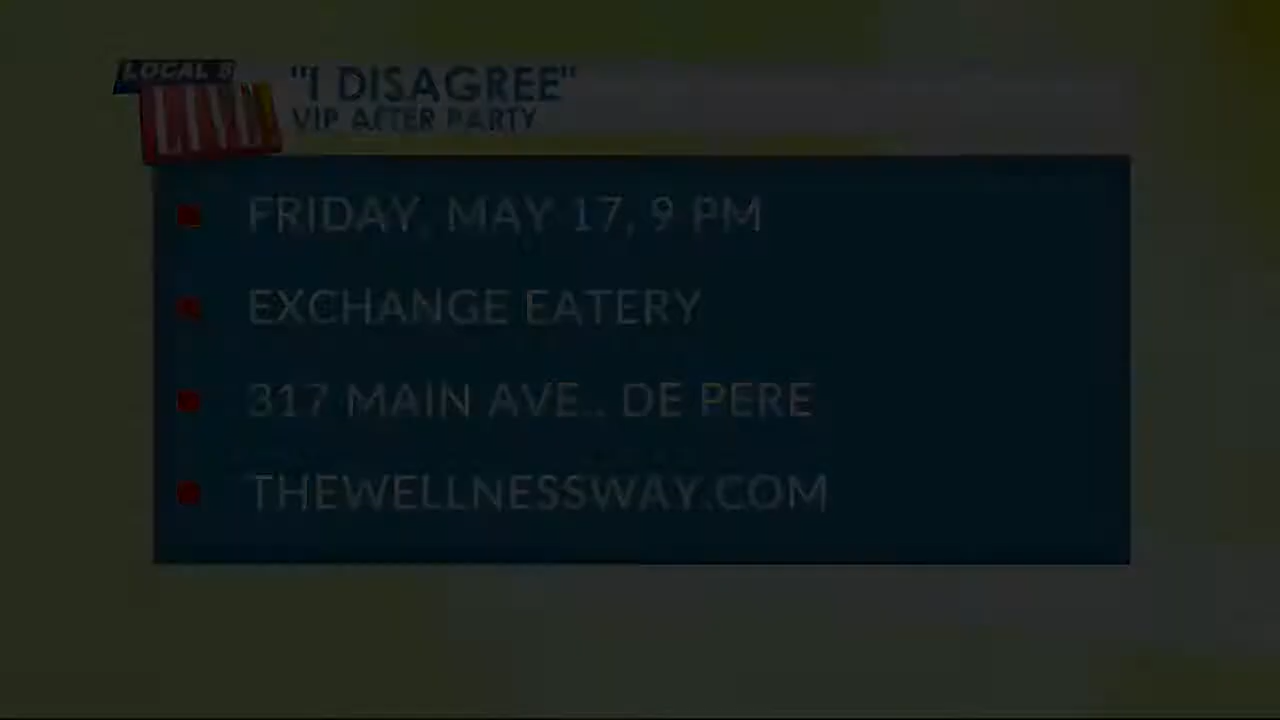 LOCAL 5
LIVE!
"I DISAGREE"
VIP AFTER PARTY
FRIDAY, MAY 17, 9 PM
EXCHANGE EATERY
317 MAIN AVE., DE PERE
THEWELLNESSWAY.COM